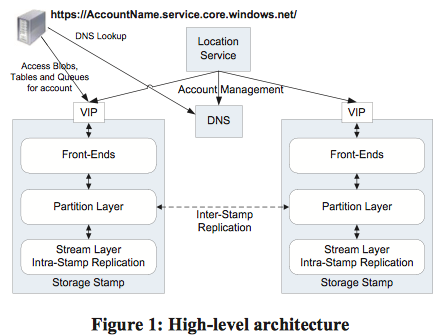 https://AccountName.service.core.windows.net/
DNS Lookup
Location
Service
Access Blobs,
Tables and Queues
for account
Account Management
VIP
DNS
VIP
Front-Ends
Partition Layer
Stream Layer
Intra-Stamp Replication
Storage Stamp
Inter-Stamp
Replication
Front-Ends
Partition Layer
Stream Layer
Intra-Stamp Replication
Storage Stamp
Figure 1: High-level architecture